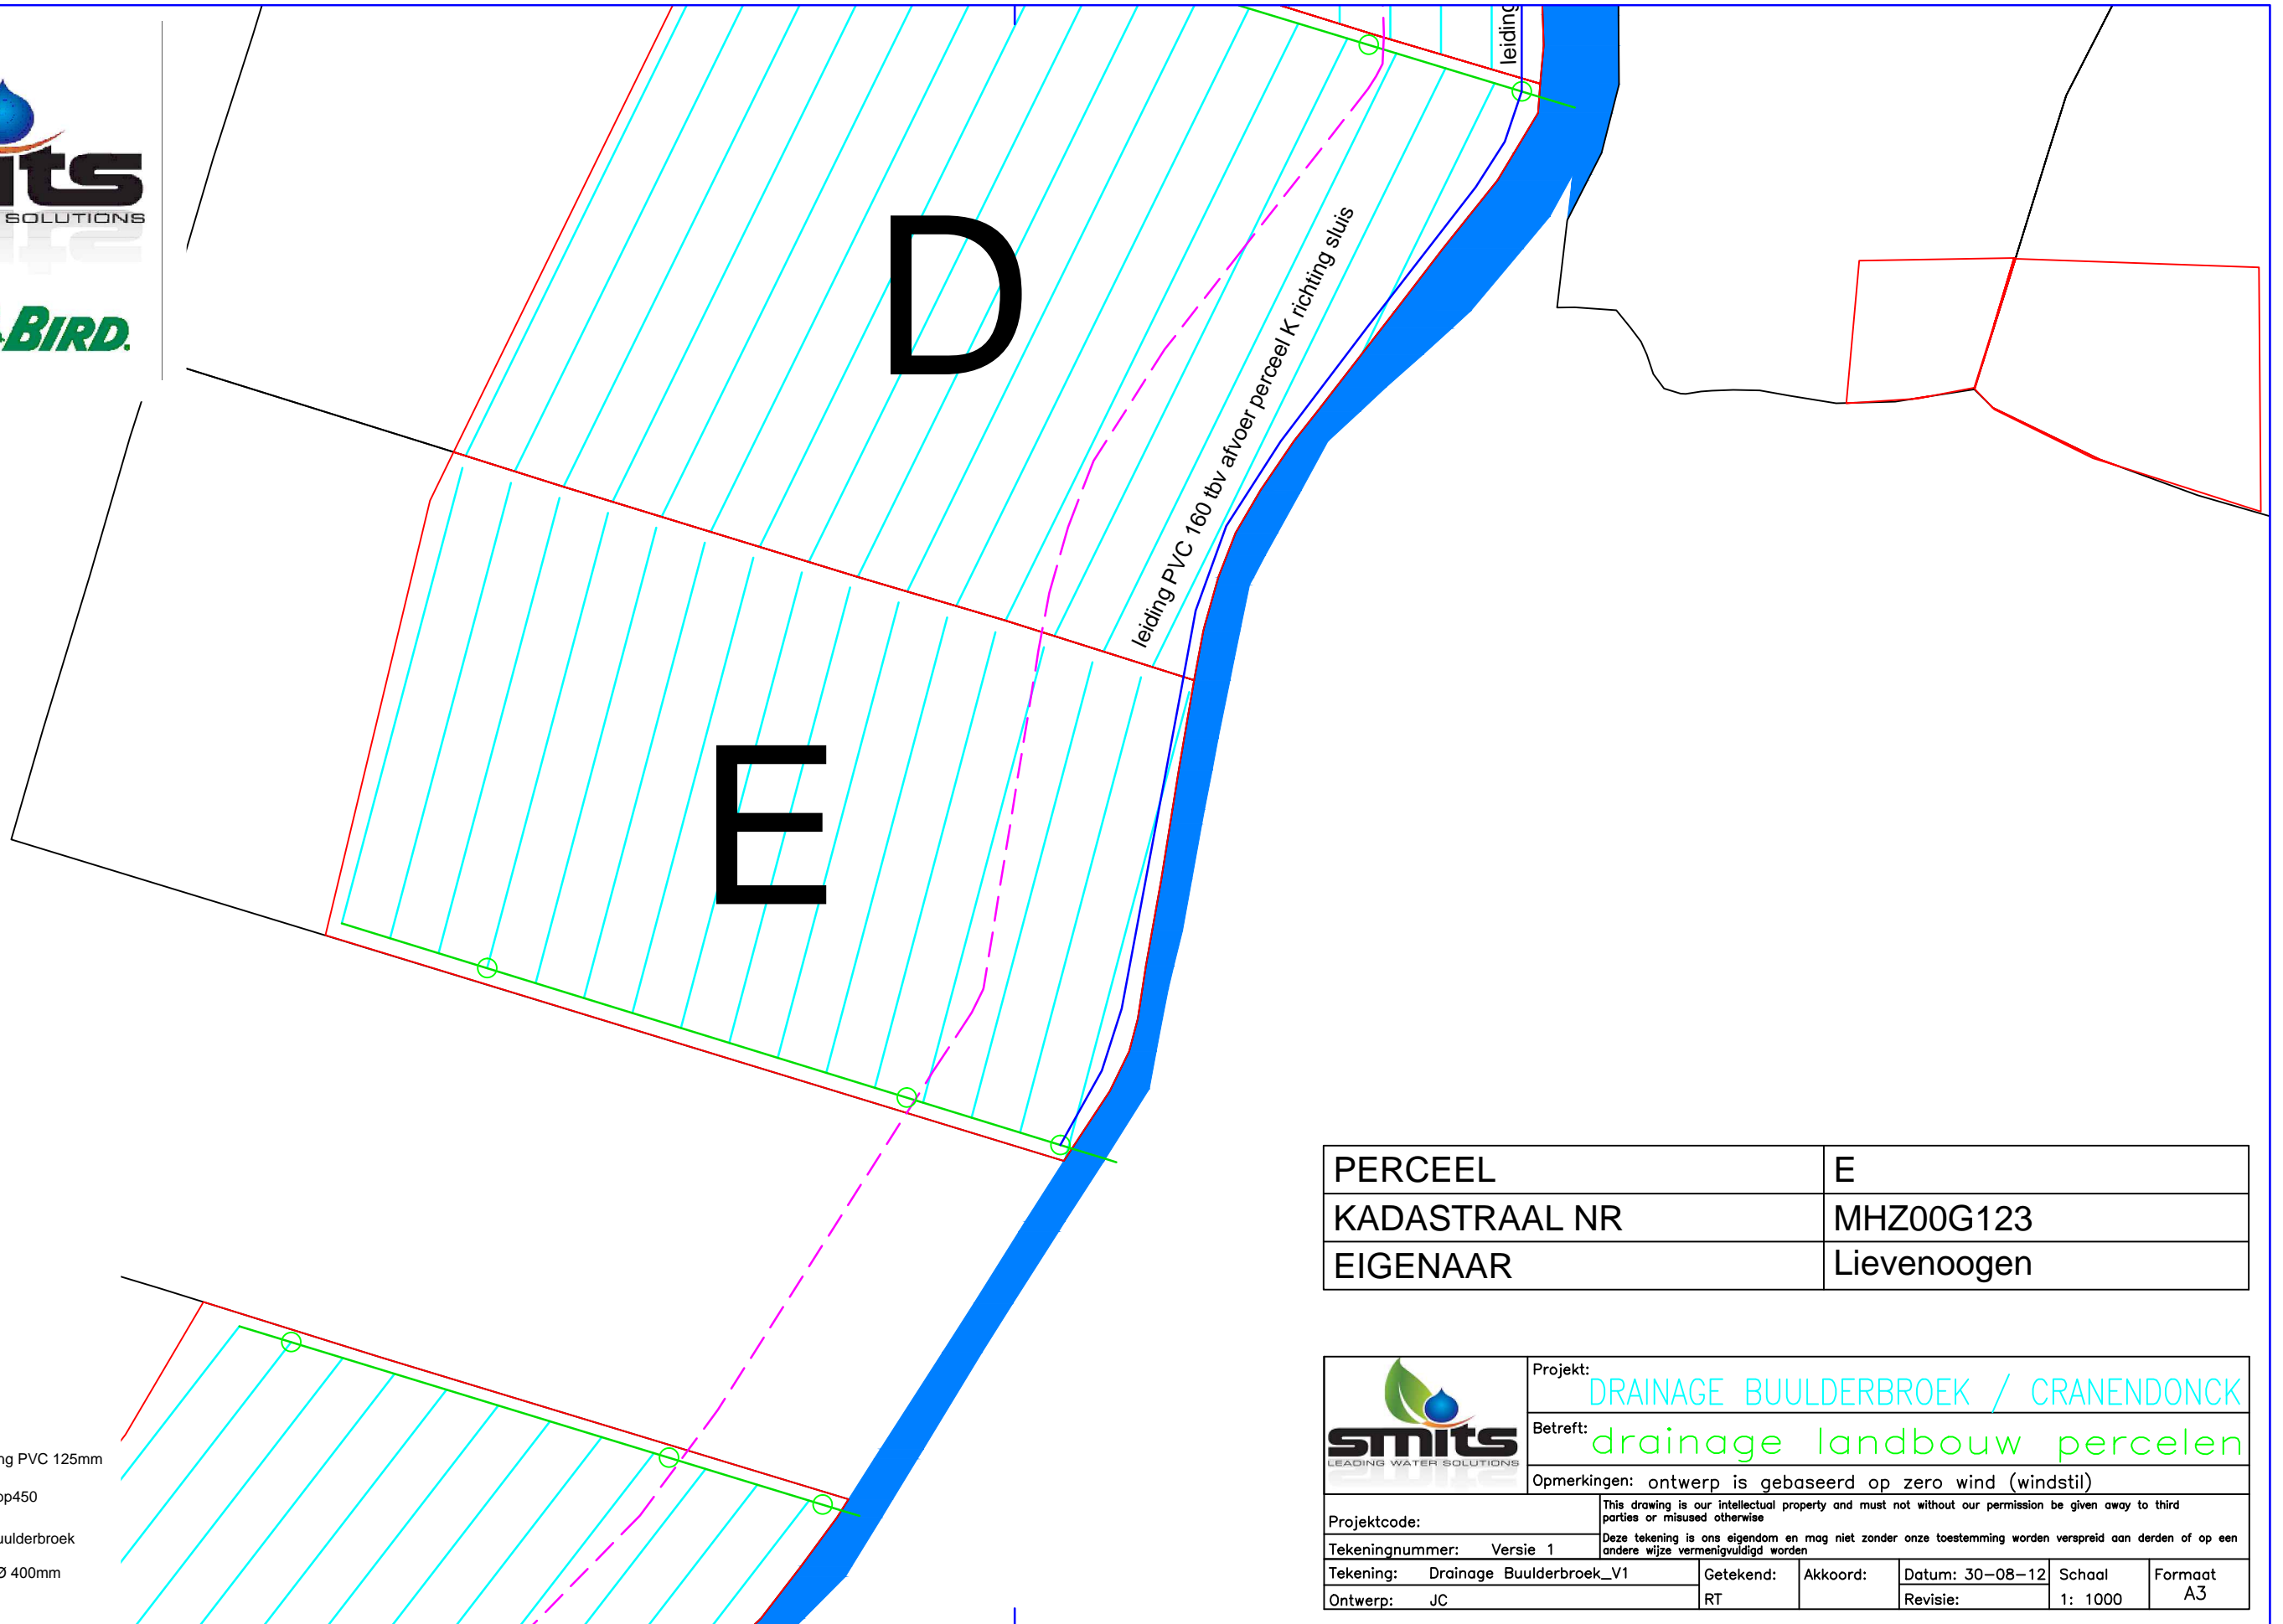 SOLUTIONS
BIRD.
leiding
D
leiding PVC 160 tbv afvoer perceel K richting sluis
E
PERCEEL E
KADASTRAAL NR MHZ00G123
EIGENAAR Lievenoogen
PVC 125mm
Ø 400mm
smits
LEADING WATER SOLUTIONS
Projekt: DRAINAGE BUULDERBROEK / CRANENDONCK
Betreft: drainage landbouw percelen
Opmerkingen: ontwerp is gebaseerd op zero wind (windstil)
Projektcode:
This drawing is our intellectual property and must not without our permission be given away to third
parties or misused otherwise
Deze tekening is ons eigendom en mag niet zonder onze toestemming worden verspreid aan derden of op een
andere wijze vermenigvuldigd worden
Tekeningnummer: Versie 1
Tekening: Drainage Buulderbroek_V1
Ontwerp: JC
Getekend:
RT
Akkoord:
Datum: 30-08-12
Revisie:
Schaal
1: 1000
Formaat
A3